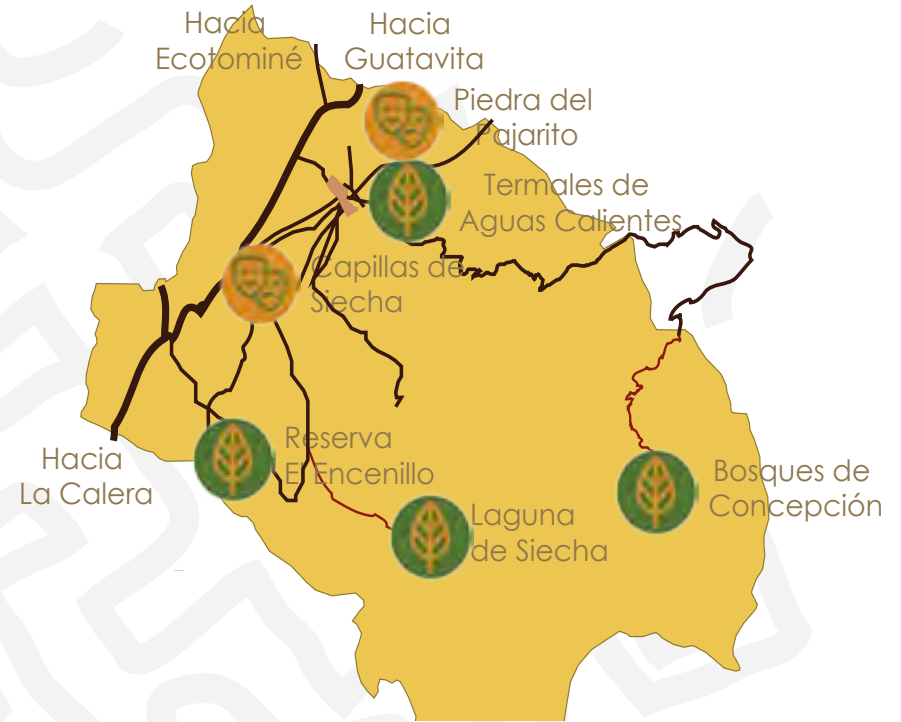 Hacia
Ecotominé
Hacia
Guatavita
Piedra del
Pajarito
Termales de
Aguas Calientes
Capillas de
Siecha
Reserva
El Encenillo
Hacia
La Calera
Laguna
de Siecha
Bosques de
Concepción